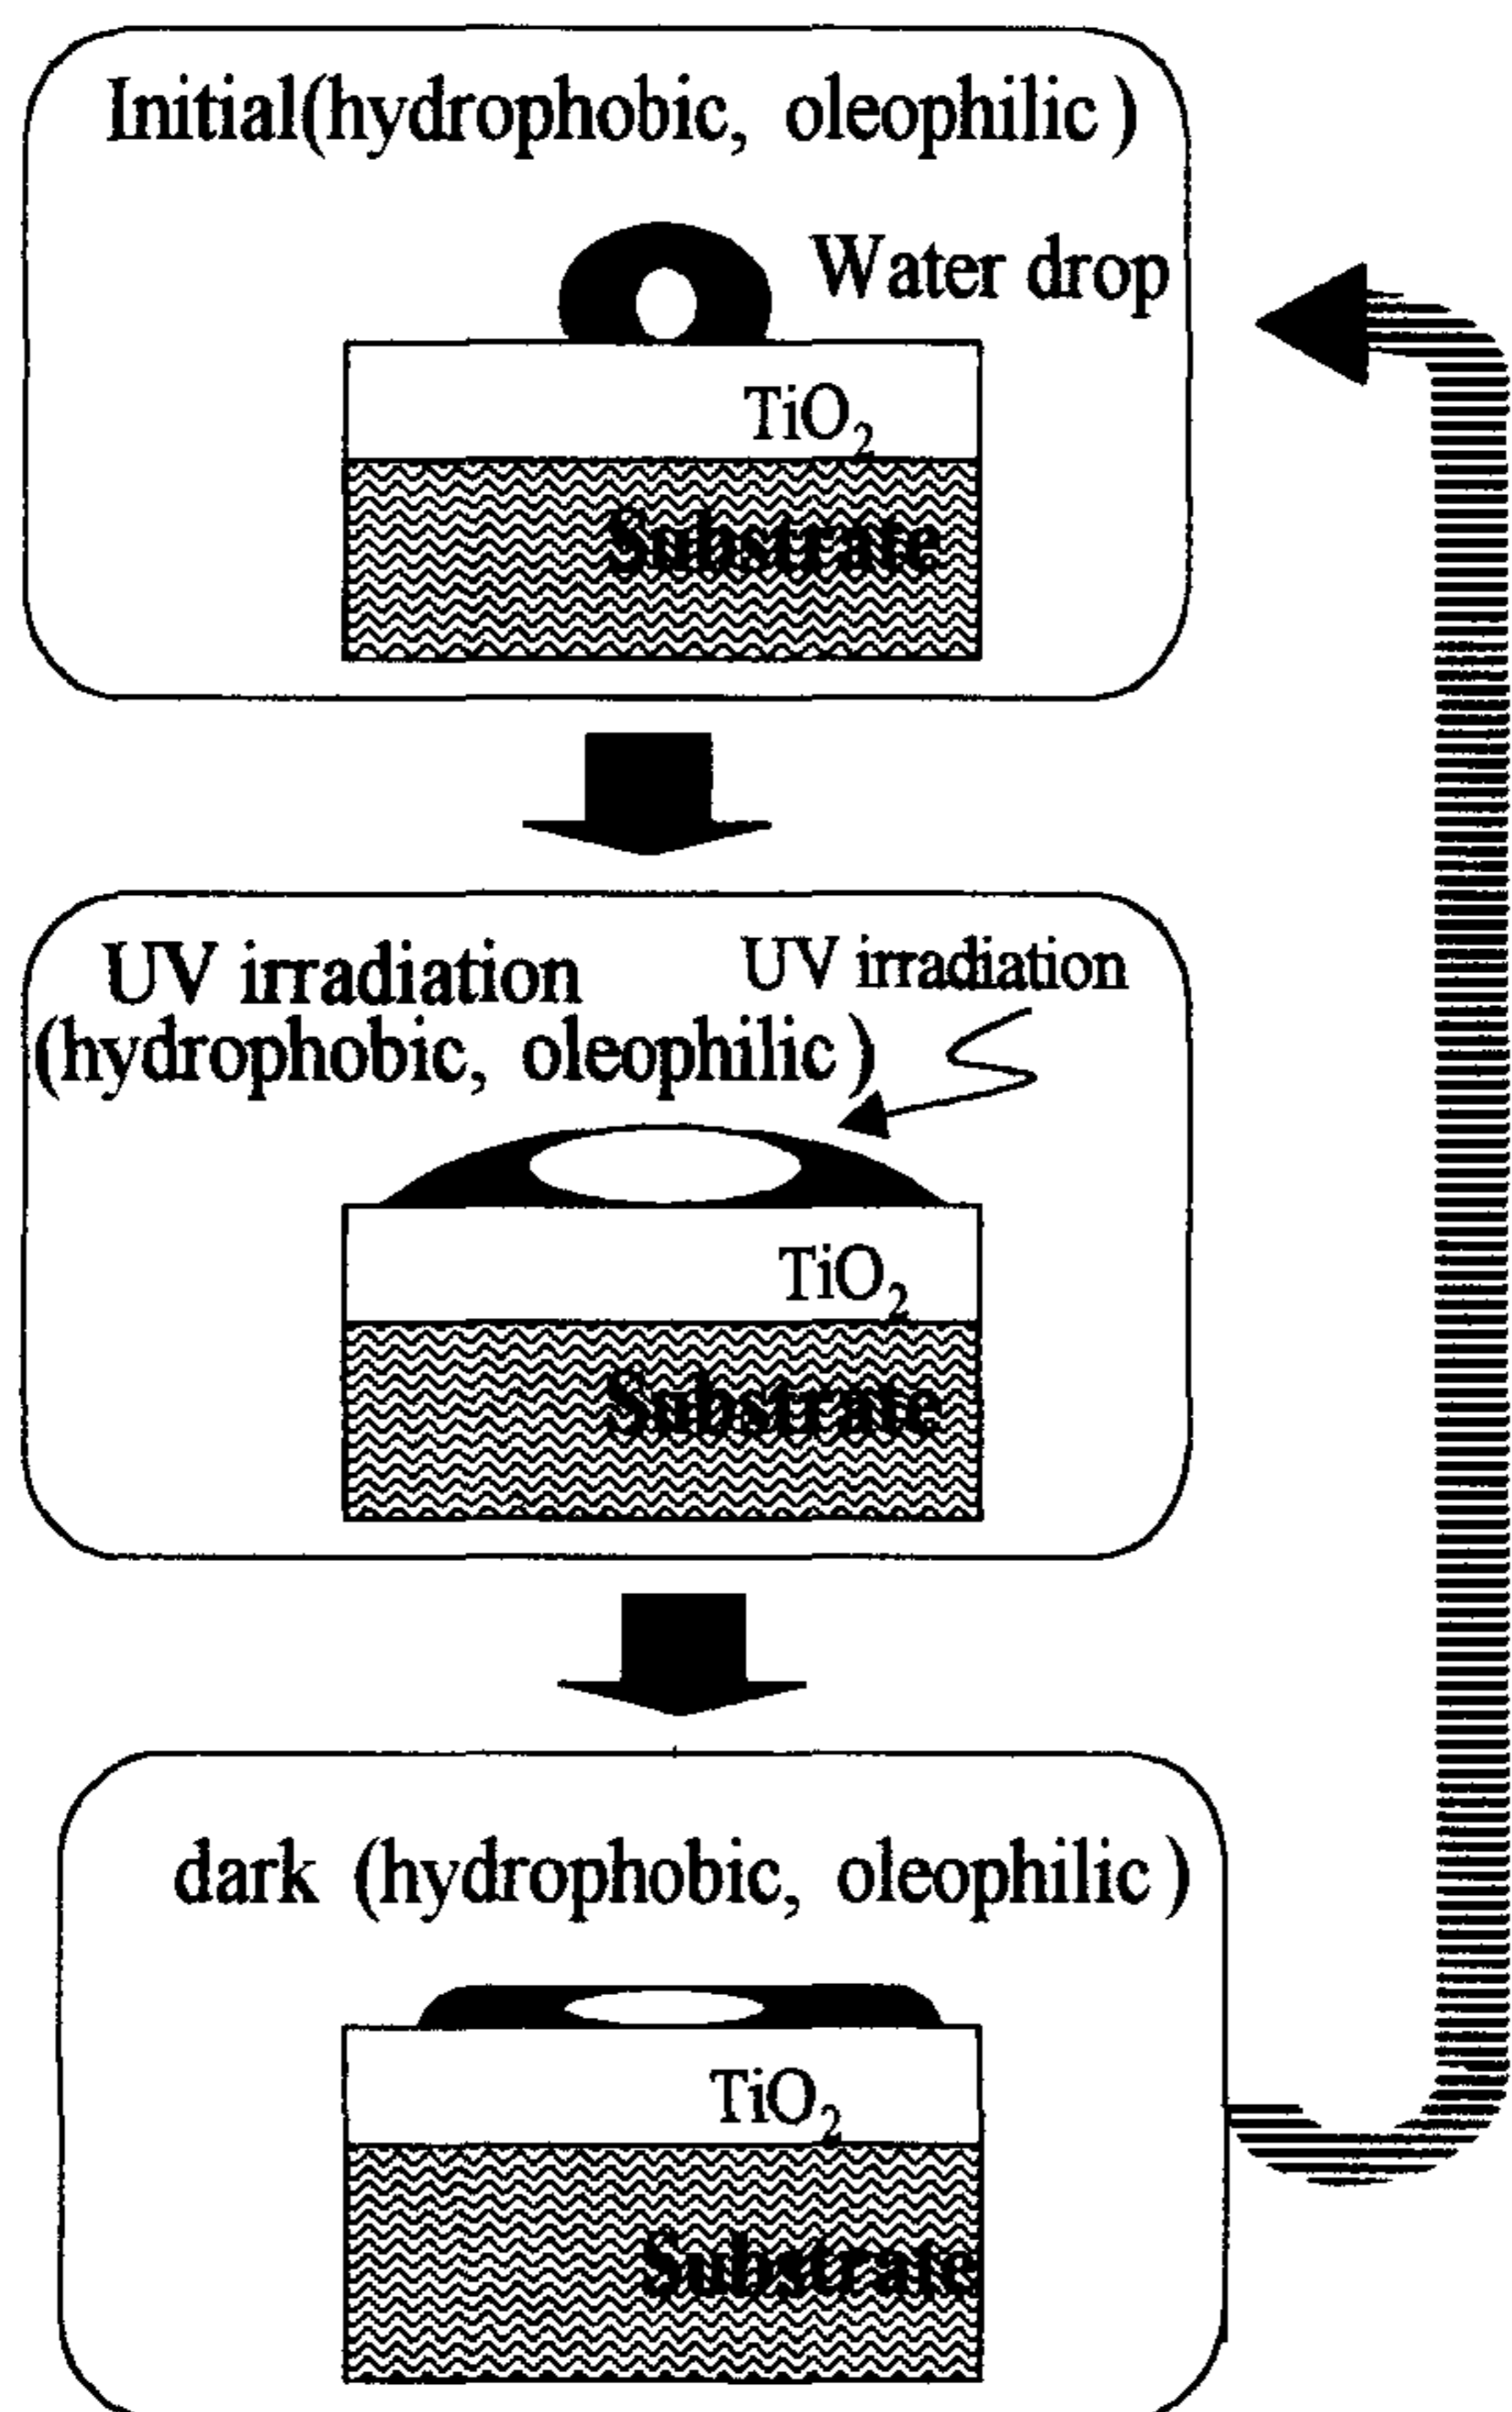 Initial(hydrophobic, oleophilic)
Water drop
TiO2
Substrate
UV irradiation
UV irradiation
(hydrophobic, oleophilic)
TiO2
Substrate
dark (hydrophobic, oleophilic)
TiO2
Substrate